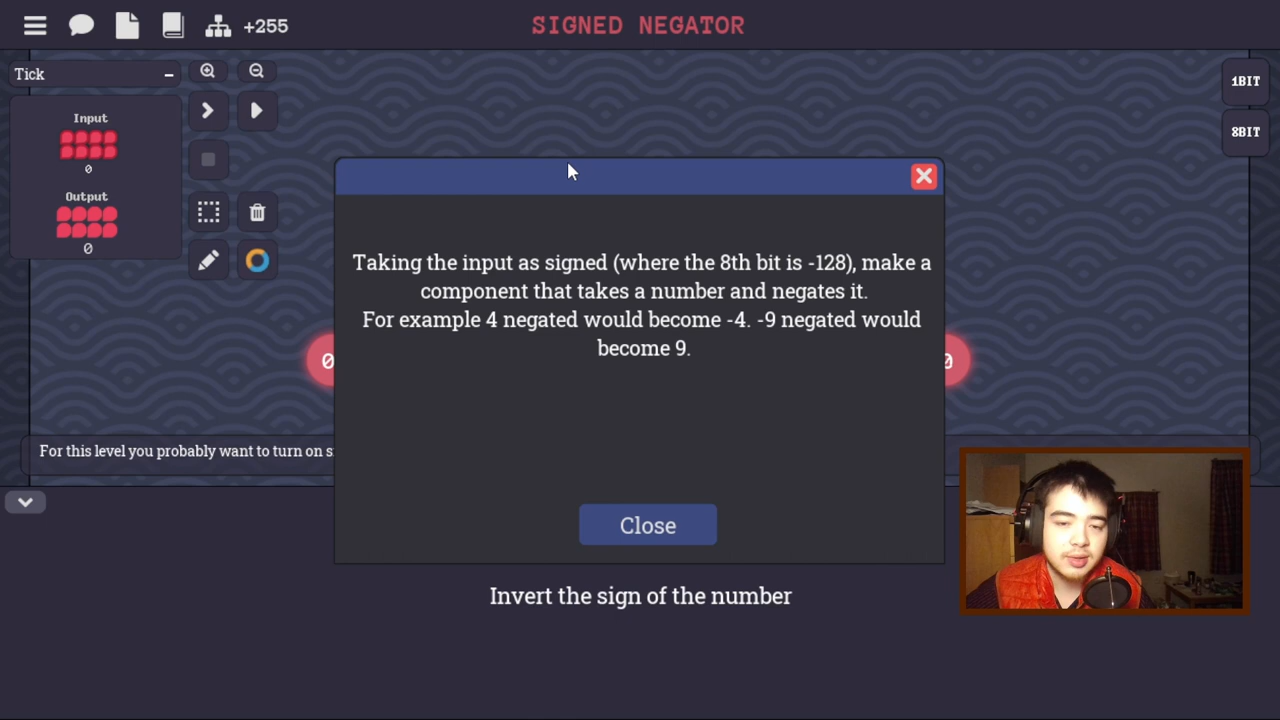 +255
SIGNED NEGATOR
Tick
Input
0
Output
0
1BIT
8BIT
Taking the input as signed (where the 8th bit is -128), make a
component that takes a number and negates it.
For example 4 negated would become -4. -9 negated would
become 9.
0
0
For this level you probably want to turn on s
Close
Invert the sign of the number